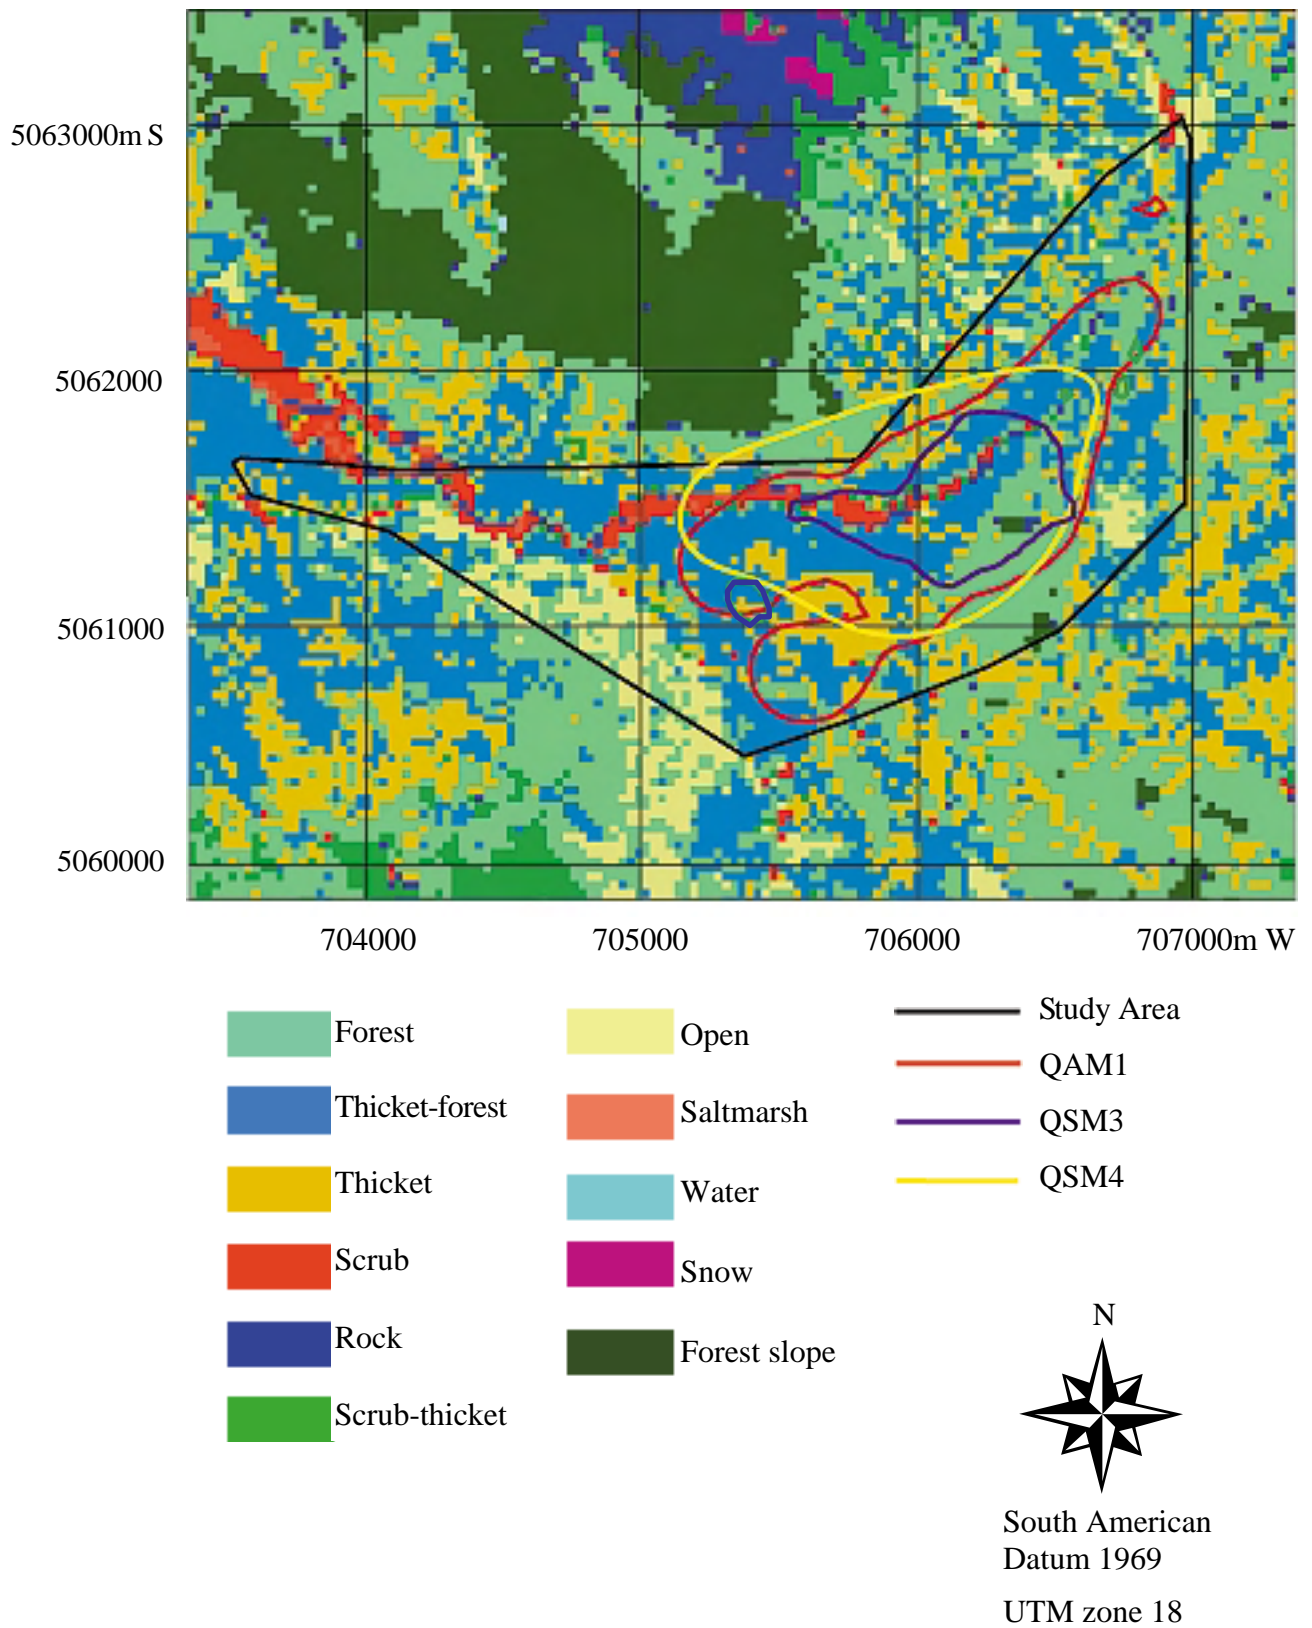 5063000m S
5062000
5061000
5060000
704000 705000 706000 707000m W
Forest
Thicket-forest
Thicket
Scrub
Rock
Scrub-thicket
Open
Saltmarsh
Water
Snow
Forest slope
Study Area
QAM1
QSM3
QSM4
N
South American
Datum 1969
UTM zone 18